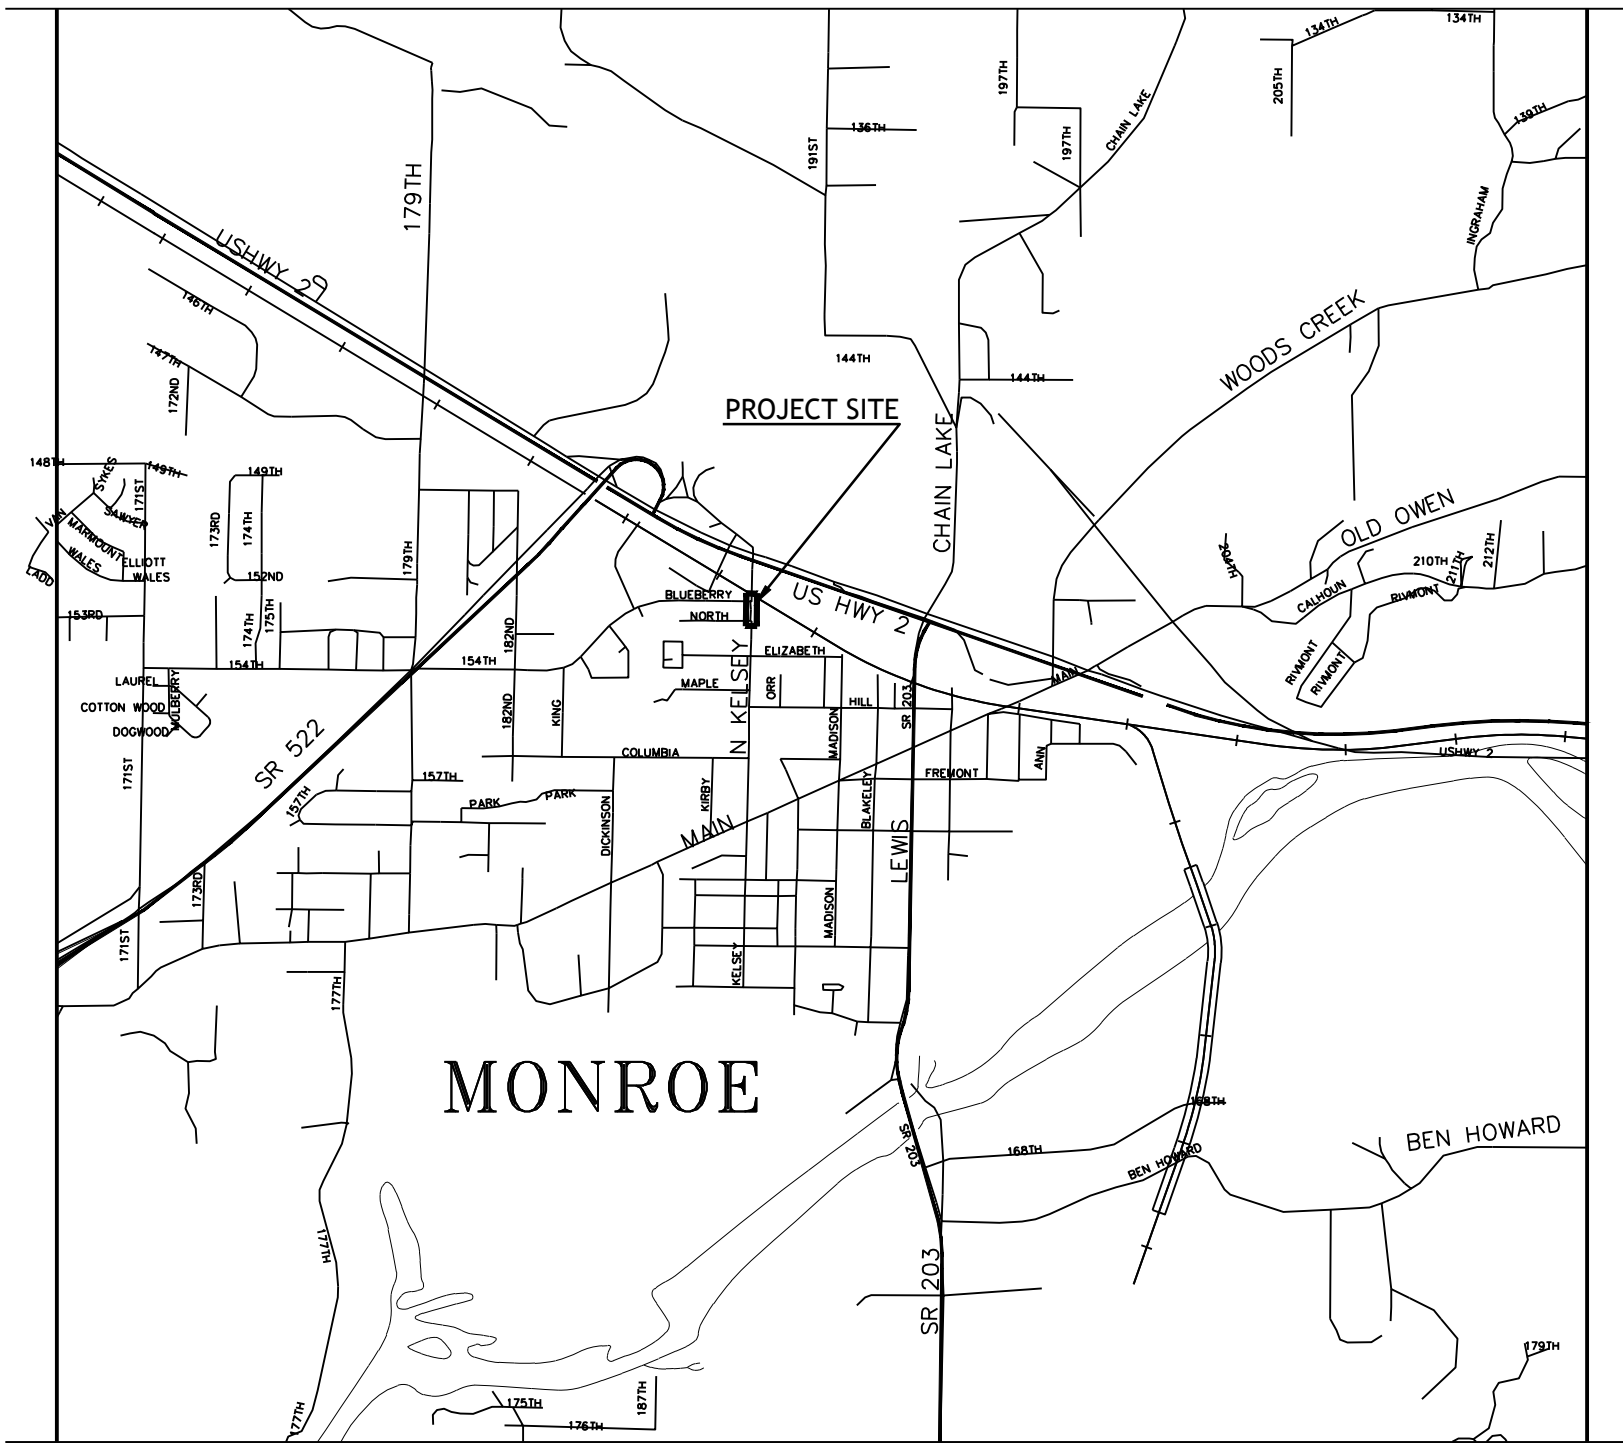 134TH
134TH
197TH
205TH
CHAIN LAKE
139TH
136TH
191ST
197TH
179TH
INGRAHAM
USHWY 2
146TH
WOODS CREEK
147TH
144TH
144TH
172ND
PROJECT SITE
CHAIN LAKE
148TH
149TH
149TH
SYKES
171ST
SAWYER
VAN
MARMOUNT
173RD
174TH
OLD OWEN
ELLIOTT
WALES
WALES
LADD
152ND
179TH
204TH
210TH
211TH
212TH
BLUEBERRY
US HWY 2
CALHOUN
RIVMONT
153RD
174TH
175TH
NORTH
182ND
ELIZABETH
154TH
154TH
RIVMONT
RIVMONT
LAUREL
MULBERRY
MAPLE
ORR
MAIN
COTTON WOOD
182ND
KING
N KELSEY
HILL
SR 203
DOGWOOD
MADISON
SR 522
COLUMBIA
ANN
USHWY 2
171ST
157TH
FREMONT
157TH
PARK
PARK
KIRBY
BLAKELEY
DICKINSON
MAIN
LEWIS
173RD
MADISON
171ST
KELSEY
177TH
MONROE
168TH
SR 203
168TH
BEN HOWARD
BEN HOWARD
177TH
SR 203
179TH
187TH
175TH
177TH
176TH